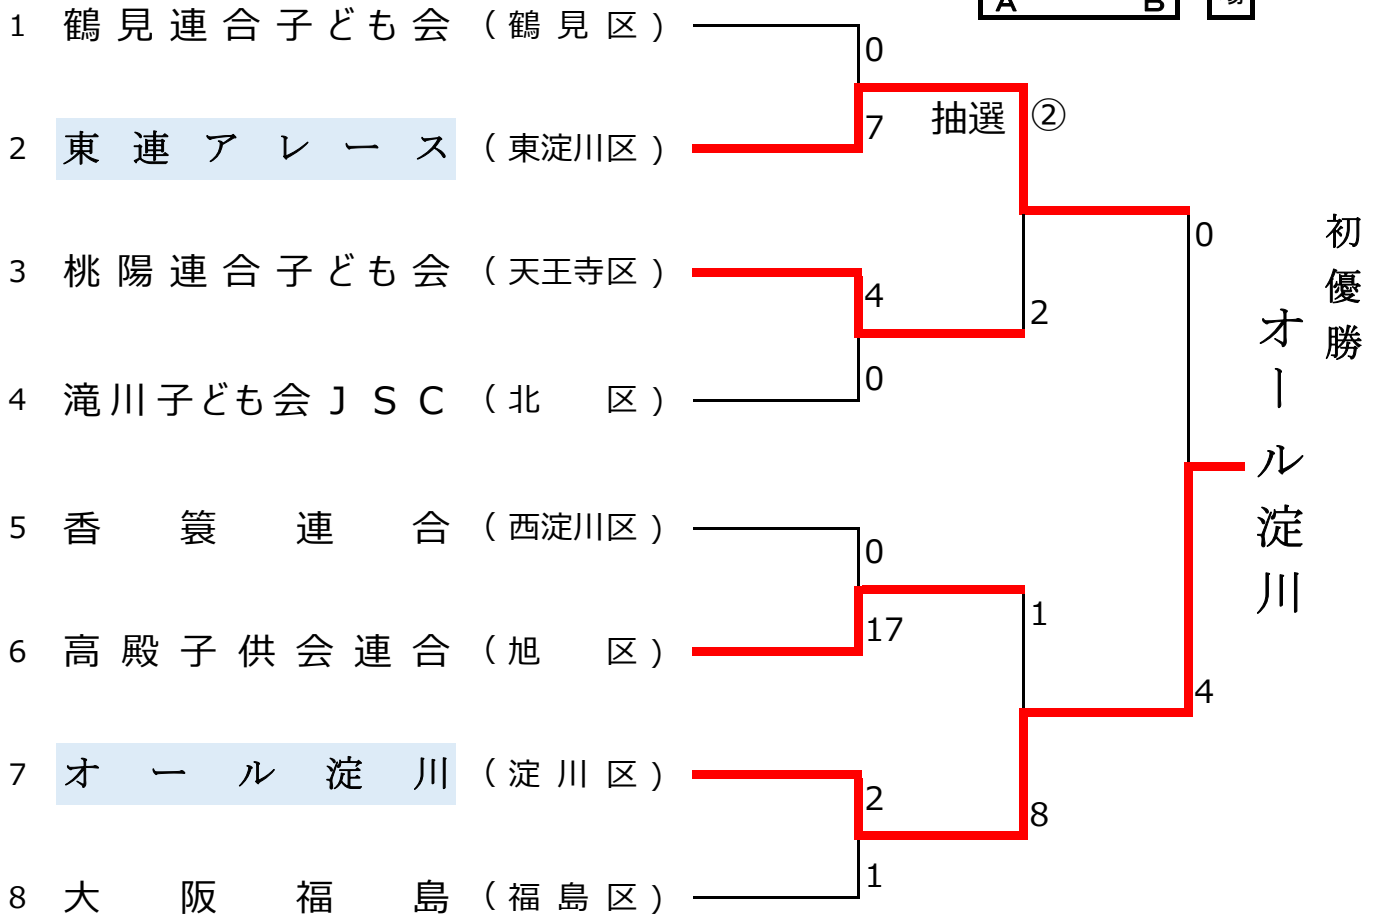 A B
1 鶴見連合子ども会 (鶴見区)
0
2 東連アレース (東淀川区)
7 抽選 ②
3 桃陽連合子ども会 (天王寺区)
4
2
0
4 滝川子ども会JSC (北 区)
0
5 香簑連合 (西淀川区)
0
6 高殿子供会連合 (旭 区)
17
1
7 オール淀川 (淀川区)
2
8
4
8 大阪福島 (福島区)
1
初優勝
オール淀川